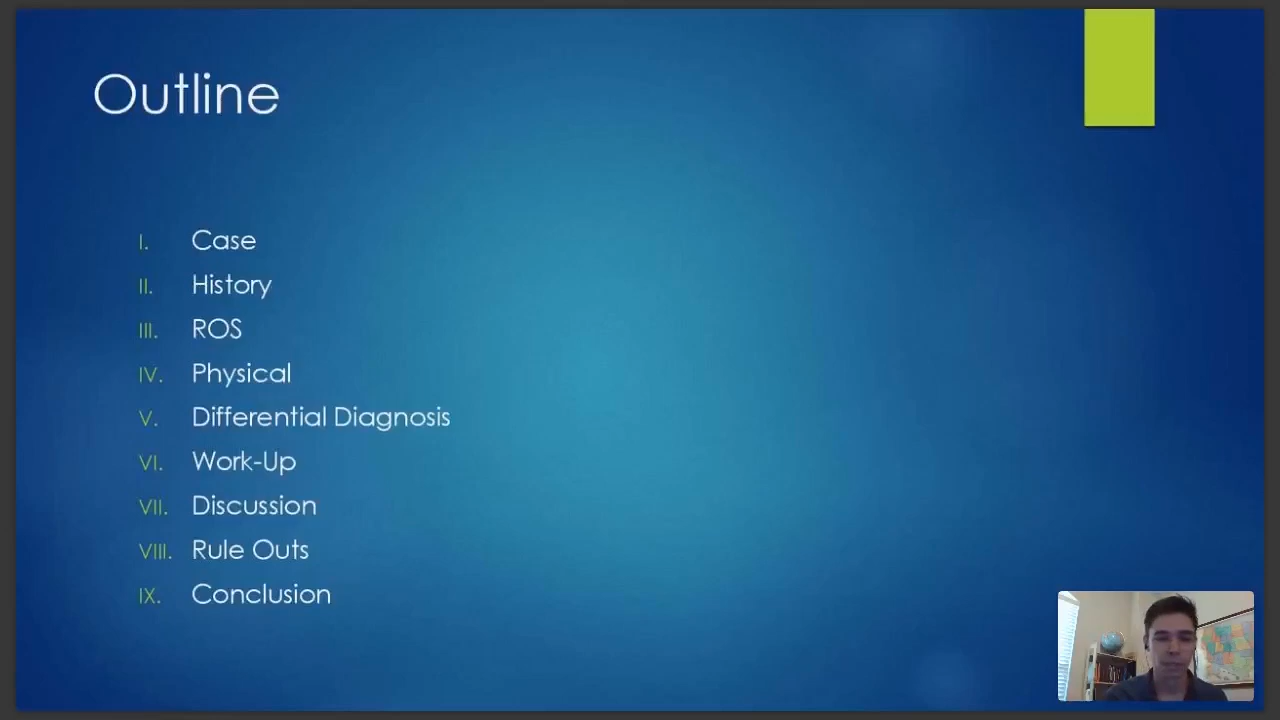 Outline
I. Case
II. History
III. ROS
IV. Physical
V. Differential Diagnosis
VI. Work-Up
VII. Discussion
VIII. Rule Outs
IX. Conclusion